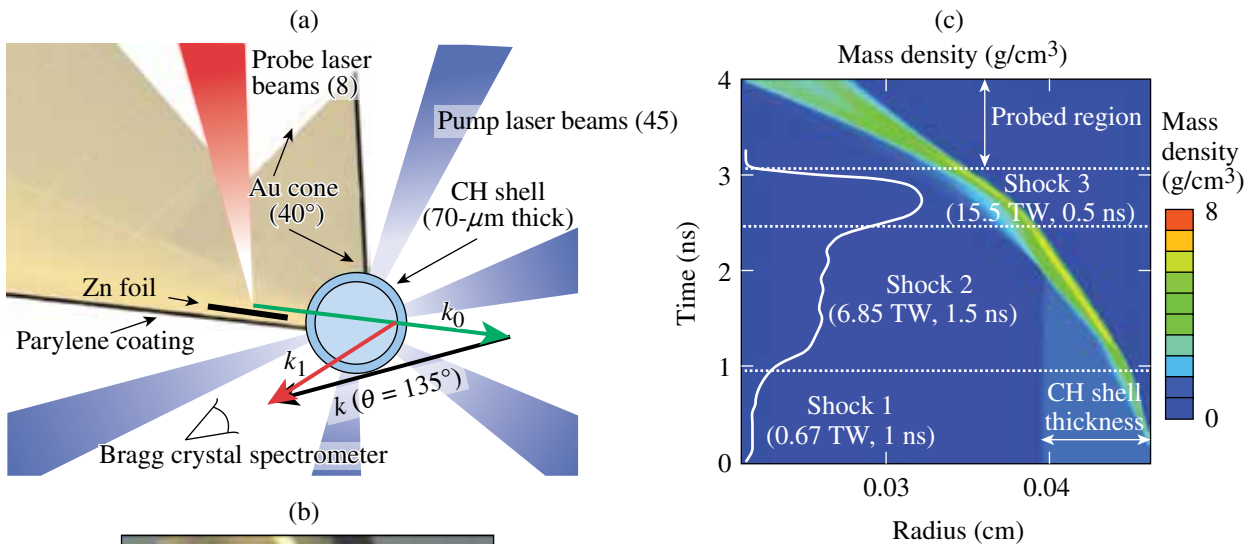 (a)
Probe laser
beams (8)
Pump laser beams (45)
Au cone
(40°)
CH shell
(70-μm thick)
Zn foil
Parylene coating
k0
k1
k (θ = 135°)
Bragg crystal spectrometer
(b)
(c)
Mass density (g/cm3)
4
3
2
1
0
Time (ns)
Probed region
Shock 3
(15.5 TW, 0.5 ns)
Shock 2
(6.85 TW, 1.5 ns)
Shock 1
(0.67 TW, 1 ns)
CH shell
thickness
0.03
0.04
Radius (cm)
Mass
density
(g/cm3)
8
0